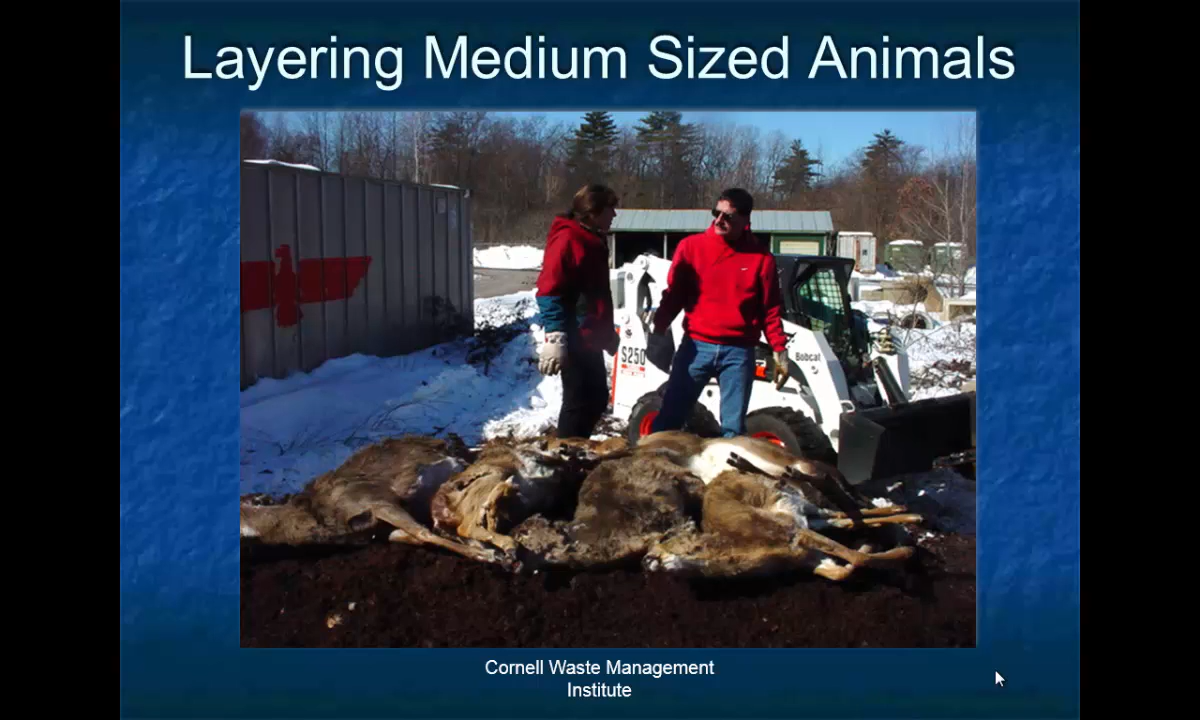 Layering Medium Sized Animals
S250
Bobcat
Cornell Waste Management
Institute